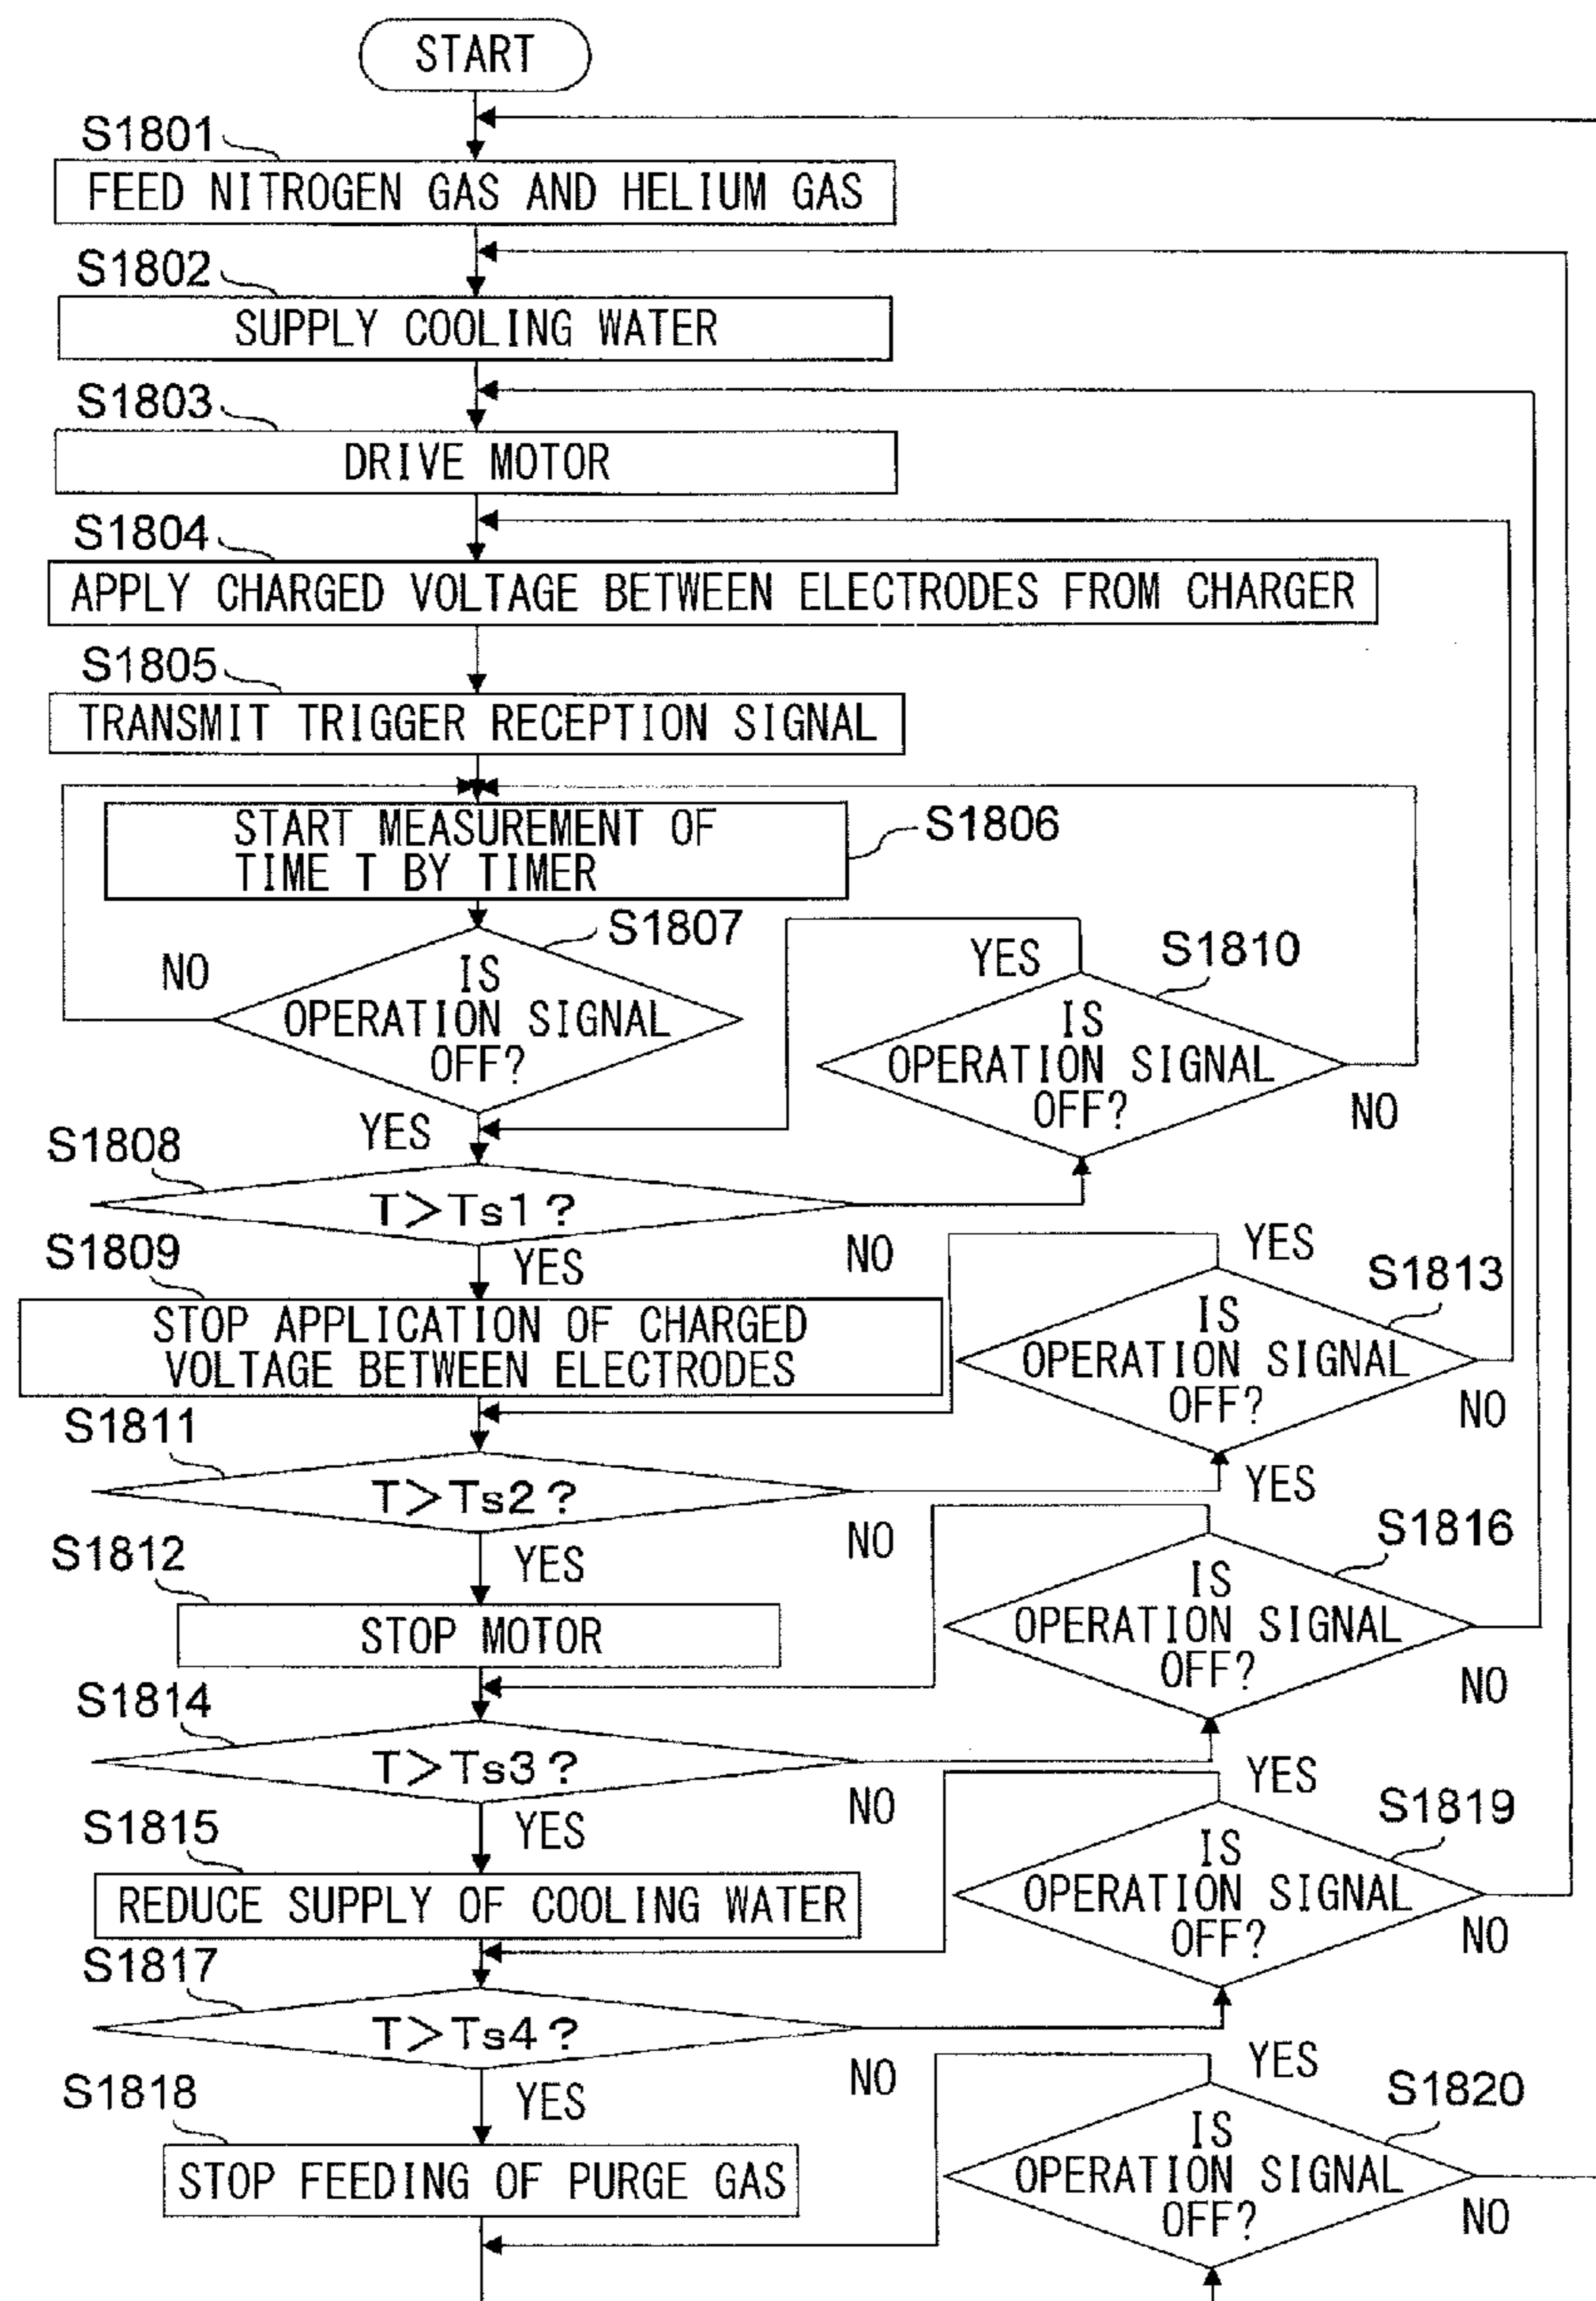 START
S1801
FEED NITROGEN GAS AND HELIUM GAS
S1802
SUPPLY COOLING WATER
S1803
DRIVE MOTOR
S1804
APPLY CHARGED VOLTAGE BETWEEN ELECTRODES FROM CHARGER
S1805
TRANSMIT TRIGGER RECEPTION SIGNAL
START MEASUREMENT OF
TIME T BY TIMER
S1806
S1807
NO
IS
OPERATION SIGNAL
OFF?
YES
S1810
YES
IS
OPERATION SIGNAL
OFF?
NO
S1808
T>Ts1?
NO
YES
S1809
STOP APPLICATION OF CHARGED
VOLTAGE BETWEEN ELECTRODES
YES
S1813
IS
OPERATION SIGNAL
OFF?
NO
S1811
T>Ts2?
NO
YES
S1812
STOP MOTOR
YES
S1816
IS
OPERATION SIGNAL
OFF?
NO
S1814
T>Ts3?
NO
YES
S1815
REDUCE SUPPLY OF COOLING WATER
YES
S1819
IS
OPERATION SIGNAL
OFF?
NO
S1817
T>Ts4?
NO
YES
S1818
STOP FEEDING OF PURGE GAS
YES
S1820
IS
OPERATION SIGNAL
OFF?
NO